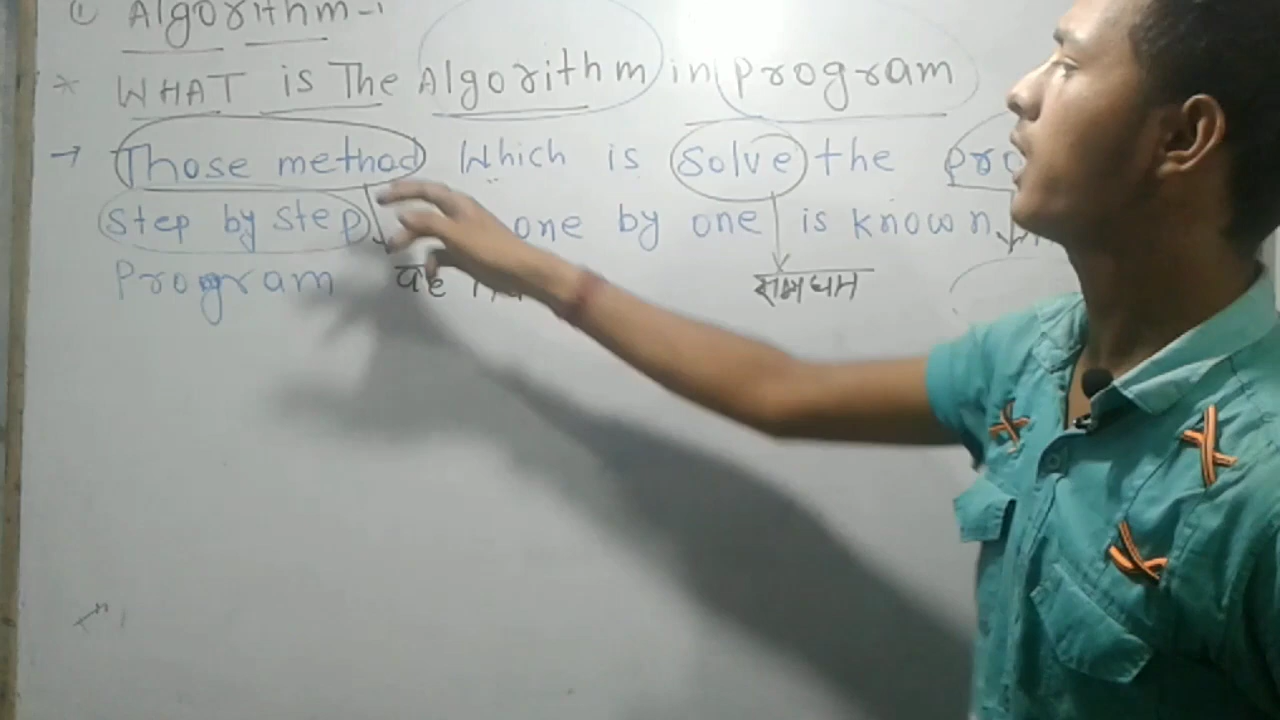 ① Algorithm-1
* WHAT is The Algorithm in program
→ Those method Which is Solve the
Step by step one by one is known
Program वह समाधान